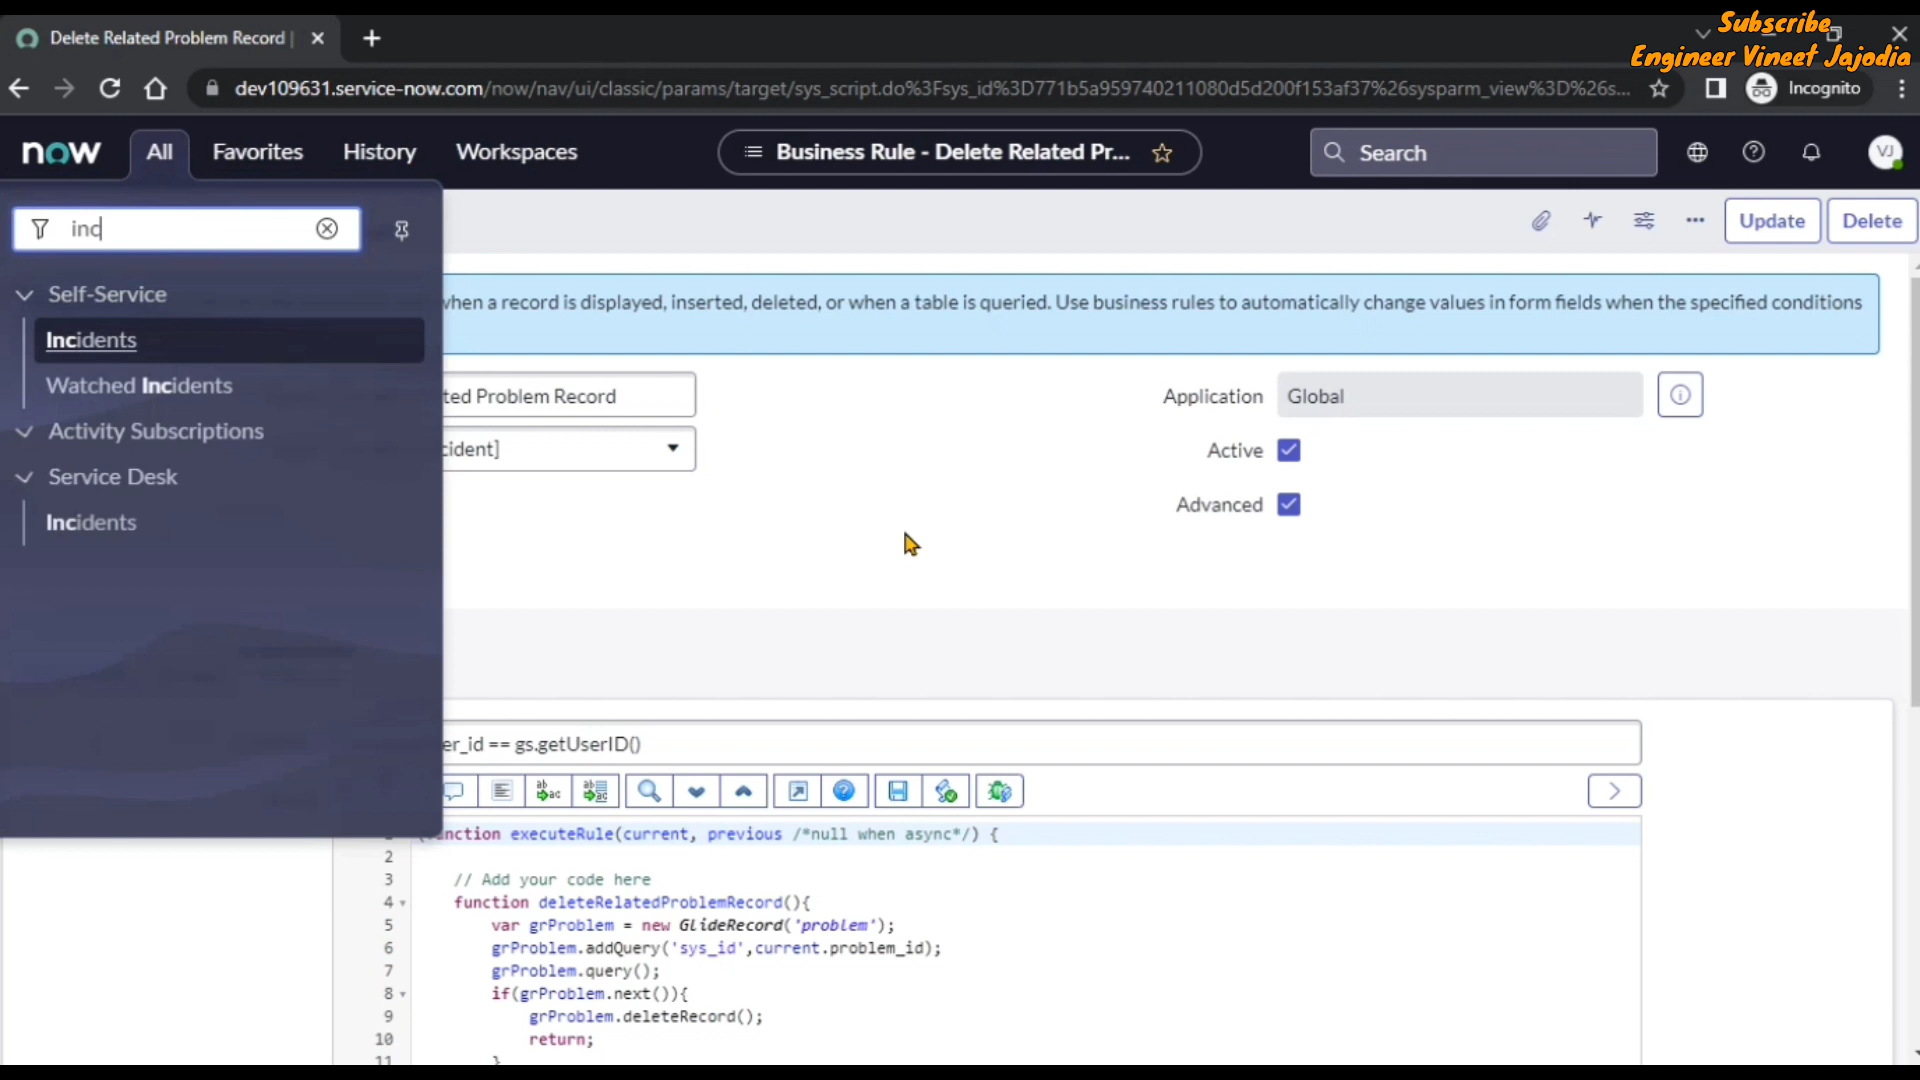 Subscribe
Engineer Vineet Jajodia
Delete Related Problem Record |
dev109631.service-now.com/now/nav/ui/classic/params/target/sys_script.do%3Fsys_id%3D771b5a959740211080d5d200f153af37%26sysparm_view%3D%26s...
Incognito
now
All
Favorites
History
Workspaces
Business Rule - Delete Related Pr...
Search
VJ
inc
Update
Delete
Self-Service
Incidents
Watched Incidents
Activity Subscriptions
Service Desk
Incidents
when a record is displayed, inserted, deleted, or when a table is queried. Use business rules to automatically change values in form fields when the specified conditions
ted Problem Record
Application
Global
cident]
Active
Advanced
er_id == gs.getUserID()
nction executeRule(current, previous /*null when async*/) {
2
3 // Add your code here
4 function deleteRelatedProblemRecord(){
5 var grProblem = new GlideRecord('problem');
6 grProblem.addQuery('sys_id',current.problem_id);
7 grProblem.query();
8 if(grProblem.next()){
9 grProblem.deleteRecord();
10 return;
11 }